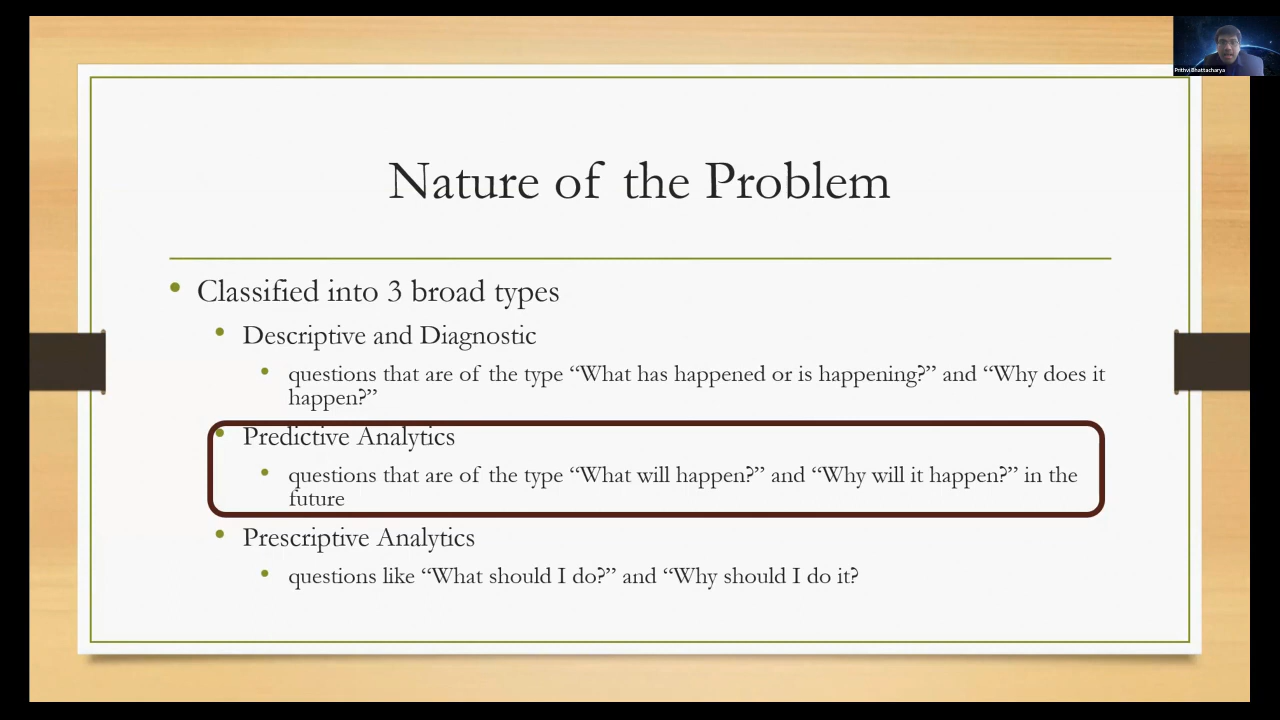 Prithvi Bhattacharya
Nature of the Problem
Classified into 3 broad types
Descriptive and Diagnostic
questions that are of the type “What has happened or is happening?” and “Why does it
happen?”
Predictive Analytics
questions that are of the type “What will happen?” and “Why will it happen?” in the
future
Prescriptive Analytics
questions like “What should I do?” and “Why should I do it?